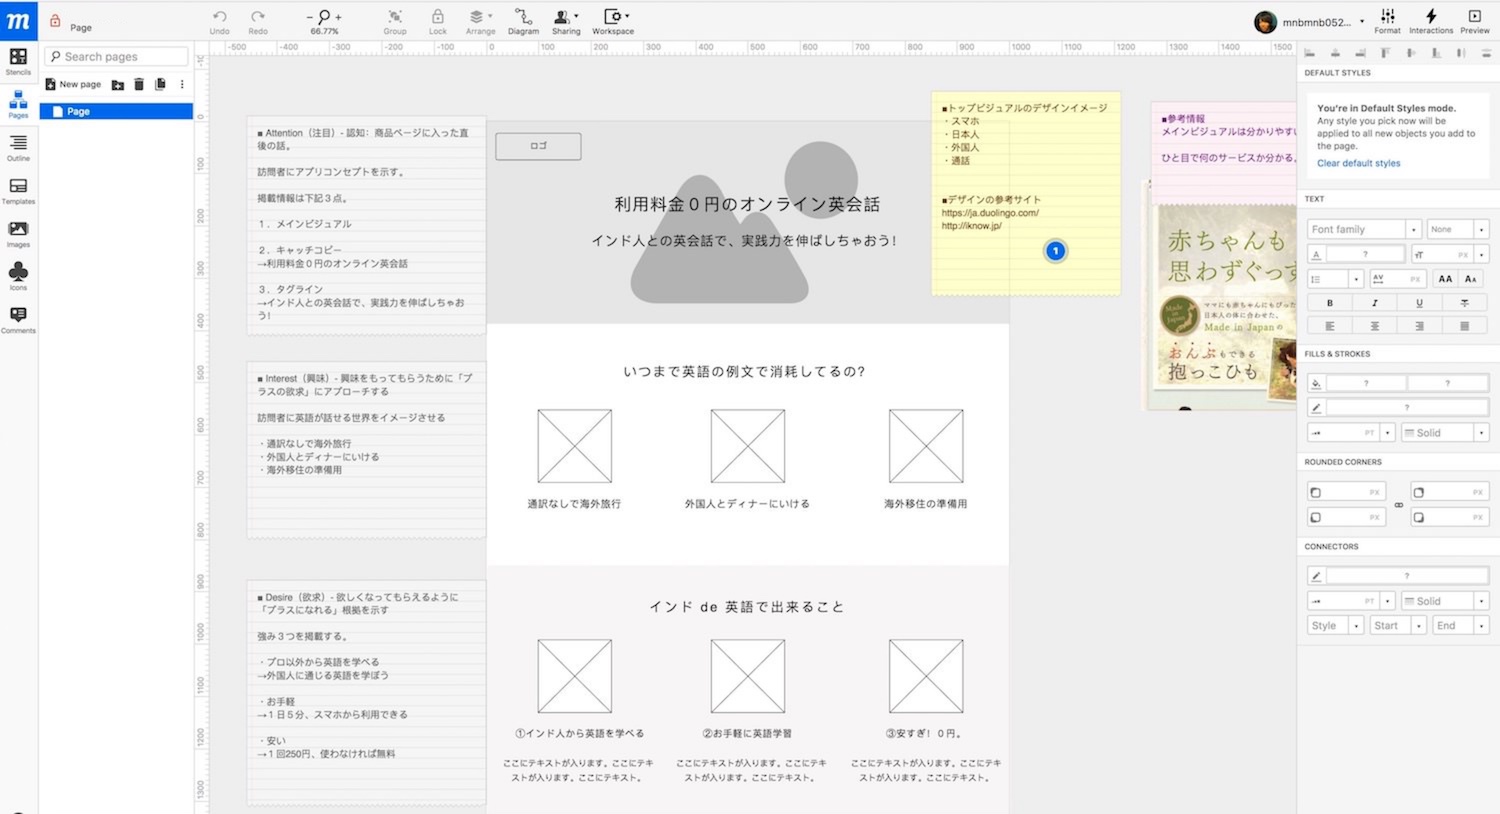 m
Page
Undo
Redo
66.77%
Group
Lock
Arrange
Diagram
Sharing
Workspace
mnbmnb052...
Format
Interactions
Preview
Stencils
Pages
Outline
Templates
Images
Icons
Comments
Search pages
New page
Page
-500
-400
-300
-200
-100
0
100
200
300
400
500
600
700
800
900
1000
1100
1200
1300
1400
1500
0
100
200
300
400
500
600
700
800
900
1000
1100
1200
1300
■ Attention（注目）- 認知：商品ページに入った直
後の話。
訪問者にアプリコンセプトを示す。
掲載情報は下記３点。
１．メインビジュアル
２．キャッチコピー
→利用料金０円のオンライン英会話
３．タグライン
→インド人との英会話で、実践力を伸ばしちゃお
う！
■ Interest（興味）- 興味をもってもらうために「プ
ラスの欲求」にアプローチする
訪問者に英語が話せる世界をイメージさせる
・通訳なしで海外旅行
・外国人とディナーにいける
・海外移住の準備用
■ Desire（欲求）- 欲しくなってもらえるように
「プラスになれる」根拠を示す
強み３つを掲載する。
・プロ以外から英語を学べる
→外国人に通じる英語を学ぼう
・お手軽
→１日５分、スマホから利用できる
・安い
→１回250円、使わなければ無料
ロゴ
利用料金０円のオンライン英会話
インド人との英会話で、実践力を伸ばしちゃおう！
いつまで英語の例文で消耗してるの？
通訳なしで海外旅行
外国人とディナーにいける
海外移住の準備用
インド de 英語で出来ること
①インド人から英語を学べる
②お手軽に英語学習
③安すぎ！０円。
ここにテキストが入ります。ここにテキ
ストが入ります。ここにテキスト。
ここにテキストが入ります。ここにテキ
ストが入ります。ここにテキスト。
ここにテキストが入ります。ここにテキス
トが入ります。ここにテキスト。
■トップビジュアルのデザインイメージ
・スマホ
・日本人
・外国人
・通話
■デザインの参考サイト
https://ja.duolingo.com/
http://iknow.jp/
1
■参考情報
メインビジュアルは分かりやすい
ひと目で何のサービスか分かる。
赤ちゃんも
思わずぐっす
Made in Japan
ママにも赤ちゃんにもぴった
日本人の体に合わせた、
Made in Japanの
おんぶもできる
抱っこひも
DEFAULT STYLES
You're in Default Styles mode.
Any style you pick now will be
applied to all new objects you add to
the page.
Clear default styles
TEXT
Font family
None
?
PX
PX
AA
AA
B
I
U
T
FILLS & STROKES
?
?
?
PT
Solid
ROUNDED CORNERS
PX
PX
PX
PX
CONNECTORS
?
PT
Solid
Style
Start
End